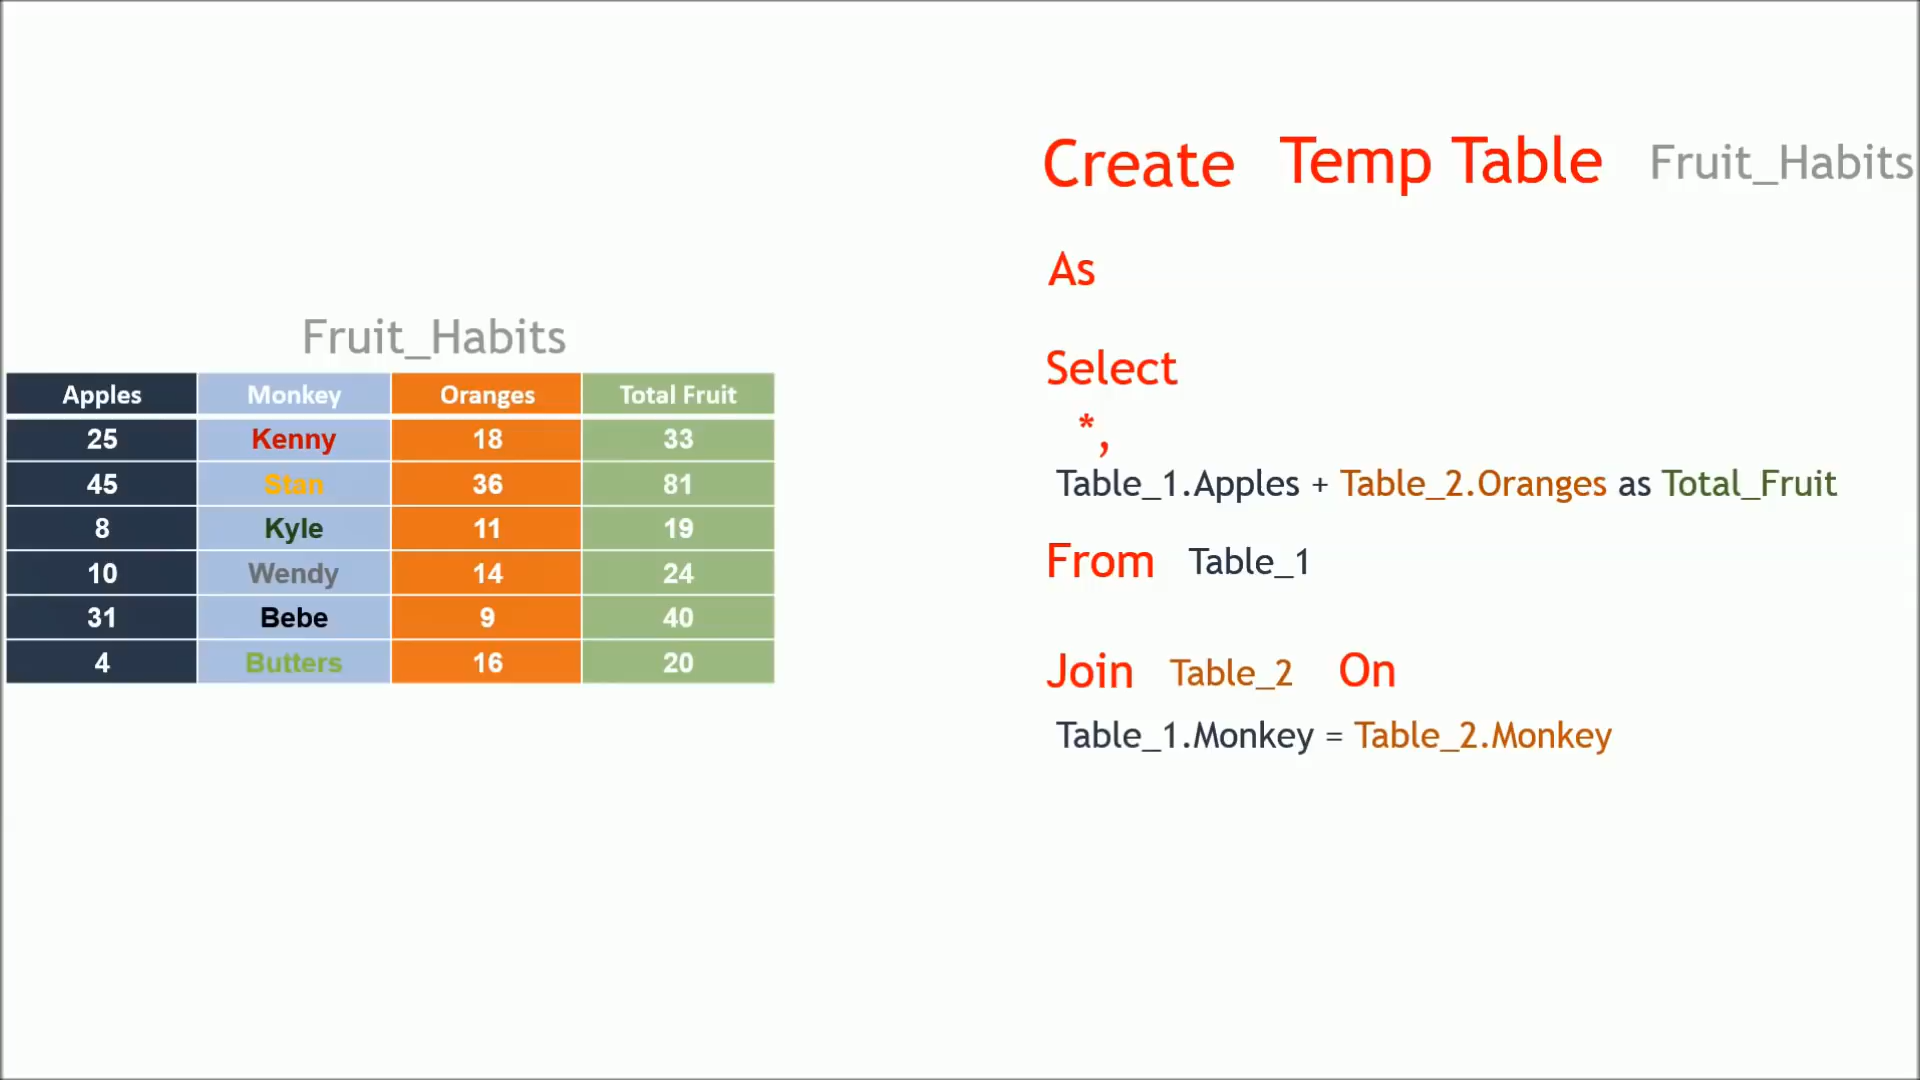 Fruit_Habits
Apples Monkey Oranges Total Fruit
25 Kenny 18 33
45 Stan 36 81
8 Kyle 11 19
10 Wendy 14 24
31 Bebe 9 40
4 Butters 16 20
Create Temp Table Fruit_Habits
As
Select
*,
Table_1.Apples + Table_2.Oranges as Total_Fruit
From Table_1
Join Table_2 On
Table_1.Monkey = Table_2.Monkey